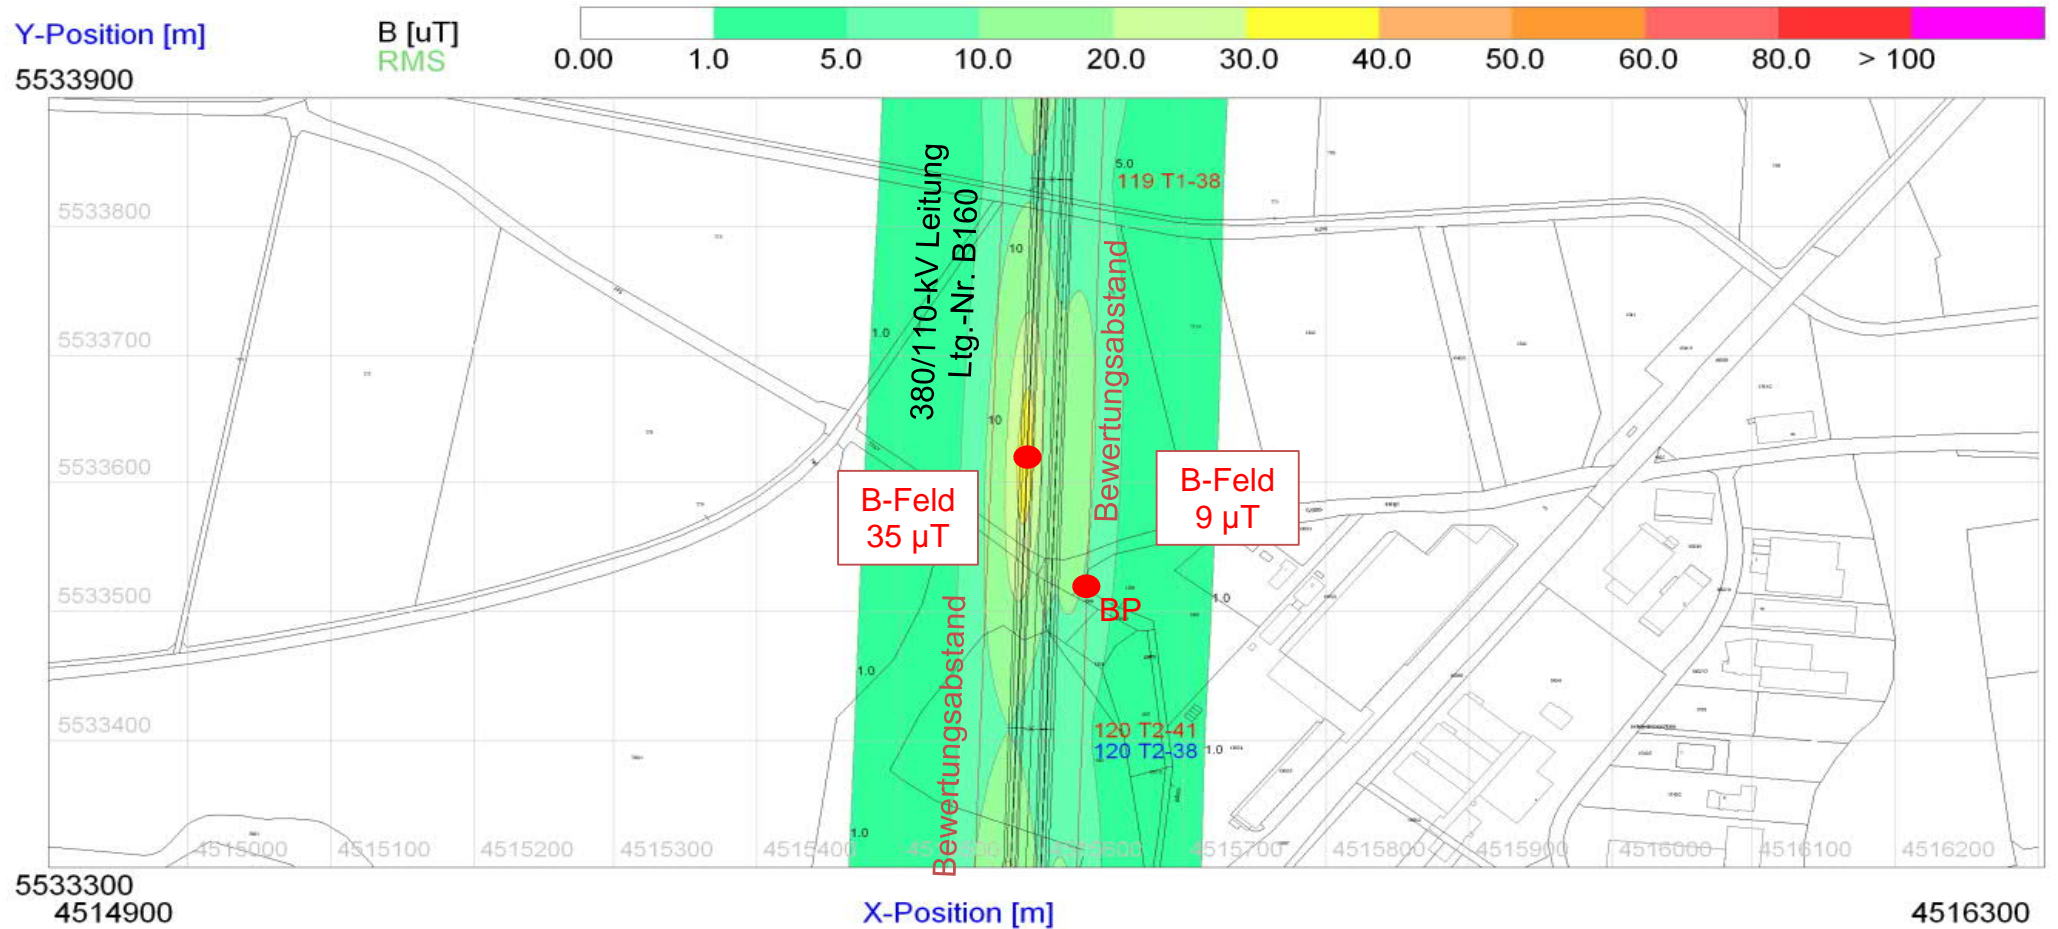 Y-Position [m]
B [uT]
RMS
0.00 1.0 5.0 10.0 20.0 30.0 40.0 50.0 60.0 80.0 > 100
5533900
5.0
119 T1-38
5533800
10
380/110-kV Leitung
Ltg.-Nr. B160
Bewertungsabstand
1.0
5533700
10
5533600
B-Feld
35 µT
B-Feld
9 µT
5533500
BP
1.0
Bewertungsabstand
1.0
5533400
120 T2-41
120 T2-38
1.0
1.0
4515000 4515100 4515200 4515300 4515400 4515600 4515700 4515800 4515900 4516000 4516100 4516200
5533300
4514900
X-Position [m]
4516300